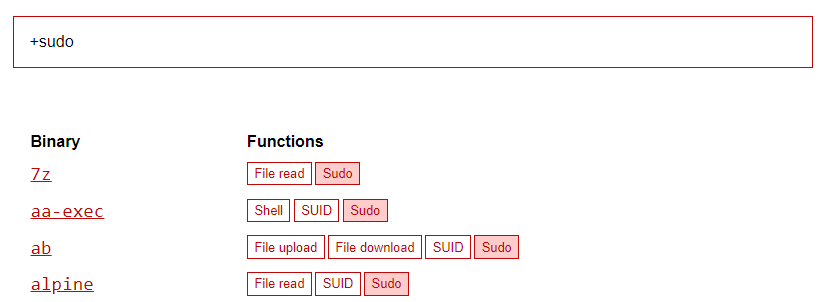 +sudo
Binary Functions
7z File read Sudo
aa-exec Shell SUID Sudo
ab File upload File download SUID Sudo
alpine File read SUID Sudo